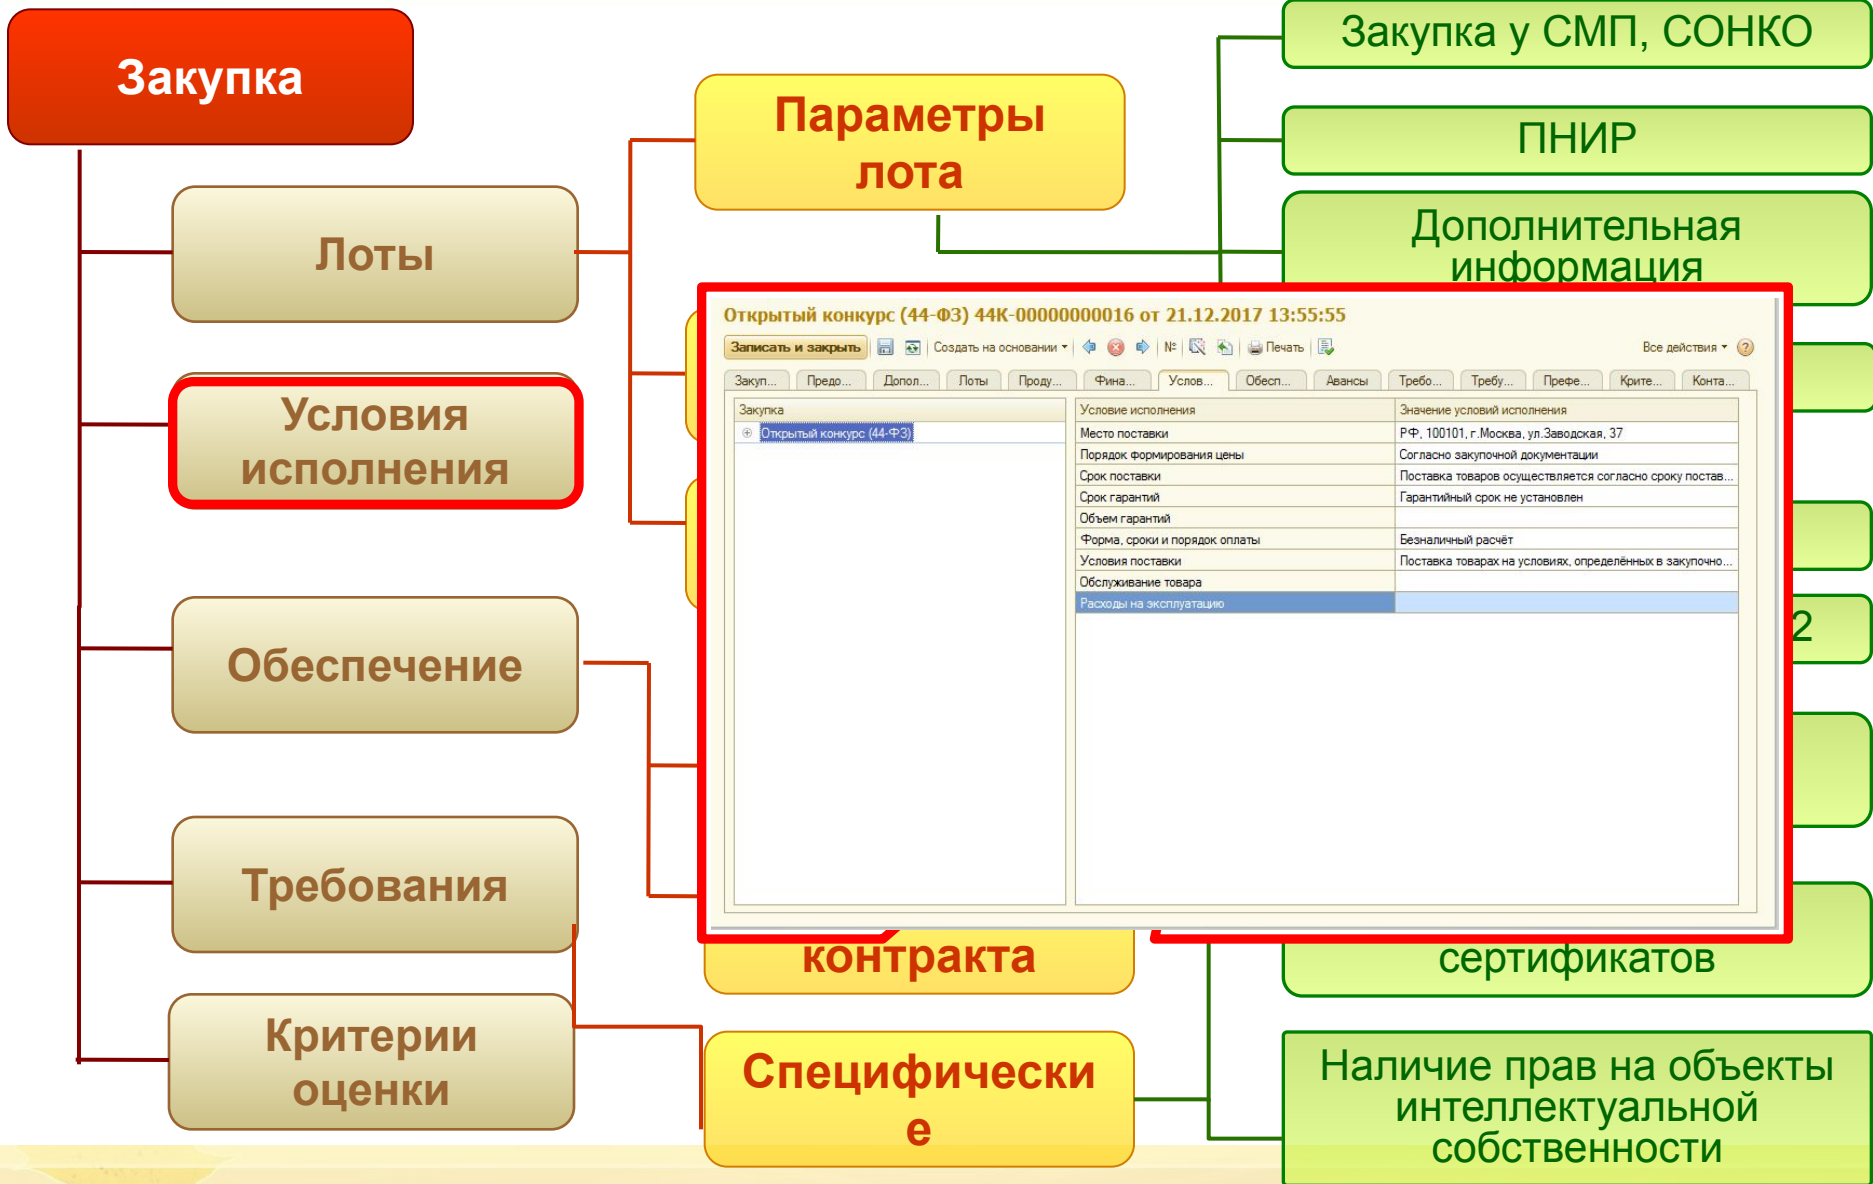 Закупка
Лоты
Условия
исполнения
Обеспечение
Требования
Критерии
оценки
Параметры
лота
контракта
Специфически
е
Закупка у СМП, СОНКО
ПНИР
Дополнительная
информация
2
сертификатов
Наличие прав на объекты
интеллектуальной
собственности
Открытый конкурс (44-ФЗ) 44К-00000000016 от 21.12.2017 13:55:55
Записать и закрыть Создать на основании № Печать Все действия ?
Закуп... Предо... Допол... Лоты Проду... Фина... Услов... Обесп... Авансы Требо... Требу... Префе... Крите... Конта...
Закупка
Открытый конкурс (44-ФЗ)
Условие исполнения Значение условий исполнения
Место поставки РФ, 100101, г.Москва, ул.Заводская, 37
Порядок формирования цены Согласно закупочной документации
Срок поставки Поставка товаров осуществляется согласно сроку постав...
Срок гарантий Гарантийный срок не установлен
Объем гарантий
Форма, сроки и порядок оплаты Безналичный расчёт
Условия поставки Поставка товарах на условиях, определённых в закупочно...
Обслуживание товара
Расходы на эксплуатацию